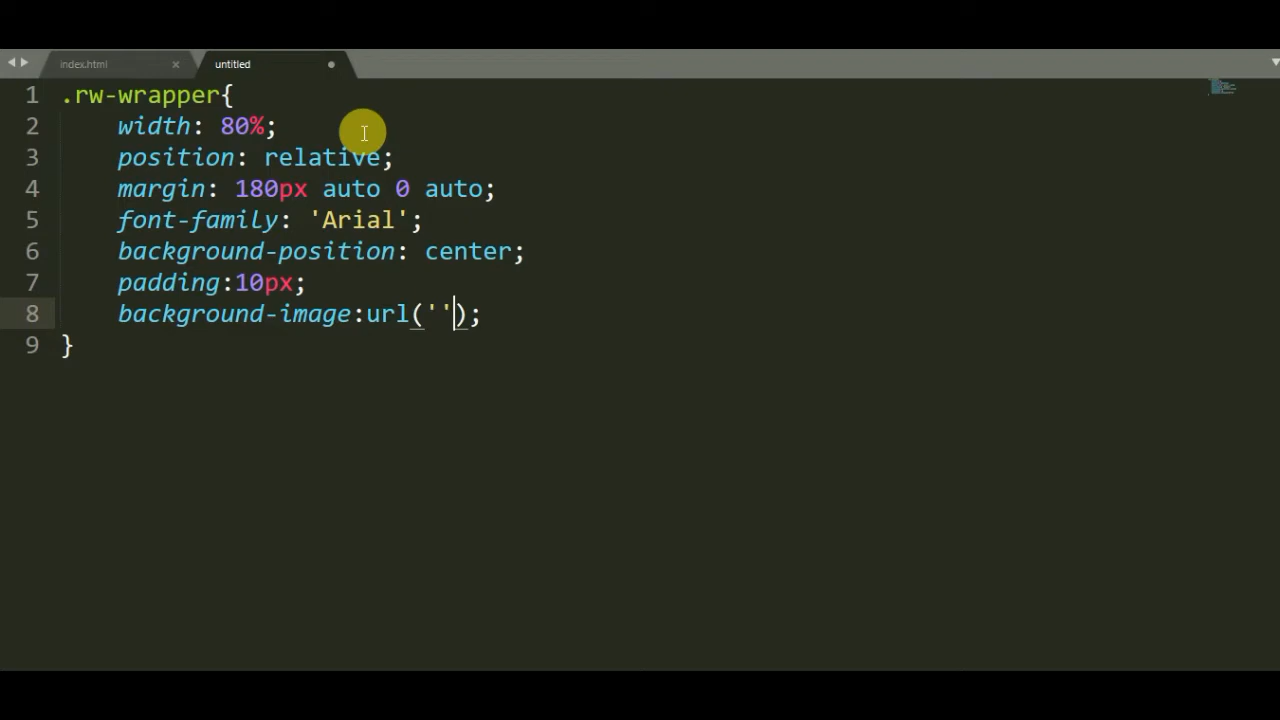 index.html × untitled
1 .rw-wrapper{
2 width: 80%;
3 position: relative;
4 margin: 180px auto 0 auto;
5 font-family: 'Arial';
6 background-position: center;
7 padding:10px;
8 background-image:url('');
9 }